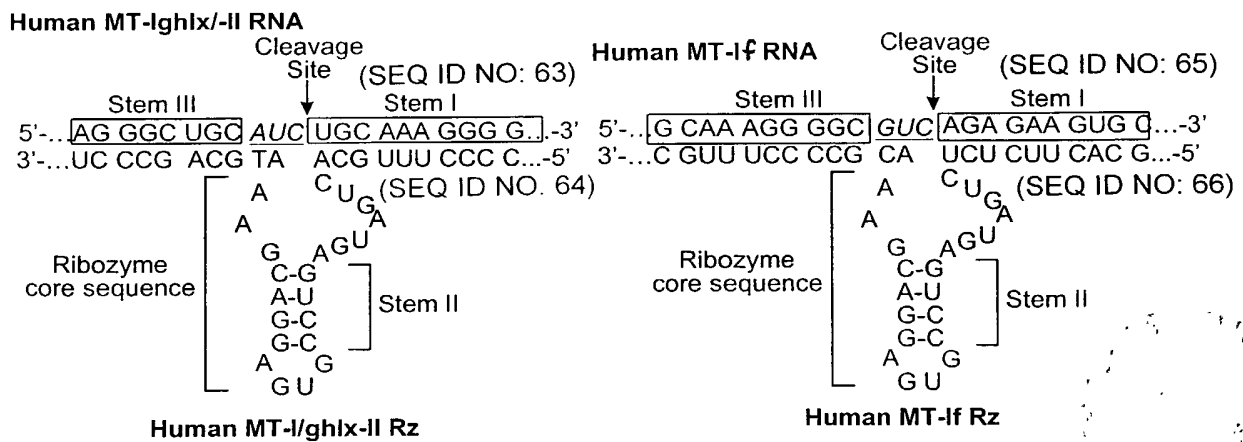 Human MT-Ighlx/-II RNA
Cleavage
Site
(SEQ ID NO: 63)
Stem III
Stem I
5'-...AG GGC UGC AUC UGC AAA GGG G...-3'
3'-...UC CCG ACG TA ACG UUU CCC C...-5'
(SEQ ID NO. 64)
A
A
G
C-G
A-U
G-C
G-C
A
G
U
G
C
U
G
A
U
G
A
Ribozyme
core sequence
Stem II
Human MT-I/ghlx-II Rz
Human MT-If RNA
Cleavage
Site
(SEQ ID NO: 65)
Stem III
Stem I
5'-...G CAA AG GGGC GUC AGA GAA GUG C...-3'
3'-...C GUU UCC CCG CA UCU CUU CAC G...-5'
(SEQ ID NO: 66)
A
A
G
C-G
A-U
G-C
G-C
A
G
U
G
C
U
G
A
U
G
A
Ribozyme
core sequence
Stem II
Human MT-If Rz